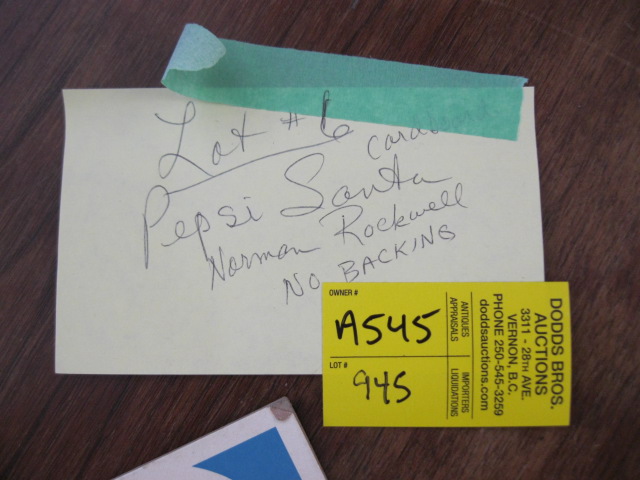 Lot #6
Pepsi Santa
Norman Rockwell
NO BACKING
OWNER #
A545
LOT #
945
ANTIQUES
APPRAISALS
IMPORTERS
LIQUIDATIONS
DODDS BROS.
AUCTIONS
3311 - 28TH AVE.
VERNON, B.C.
PHONE 250-545-3259
doddsauctions.com